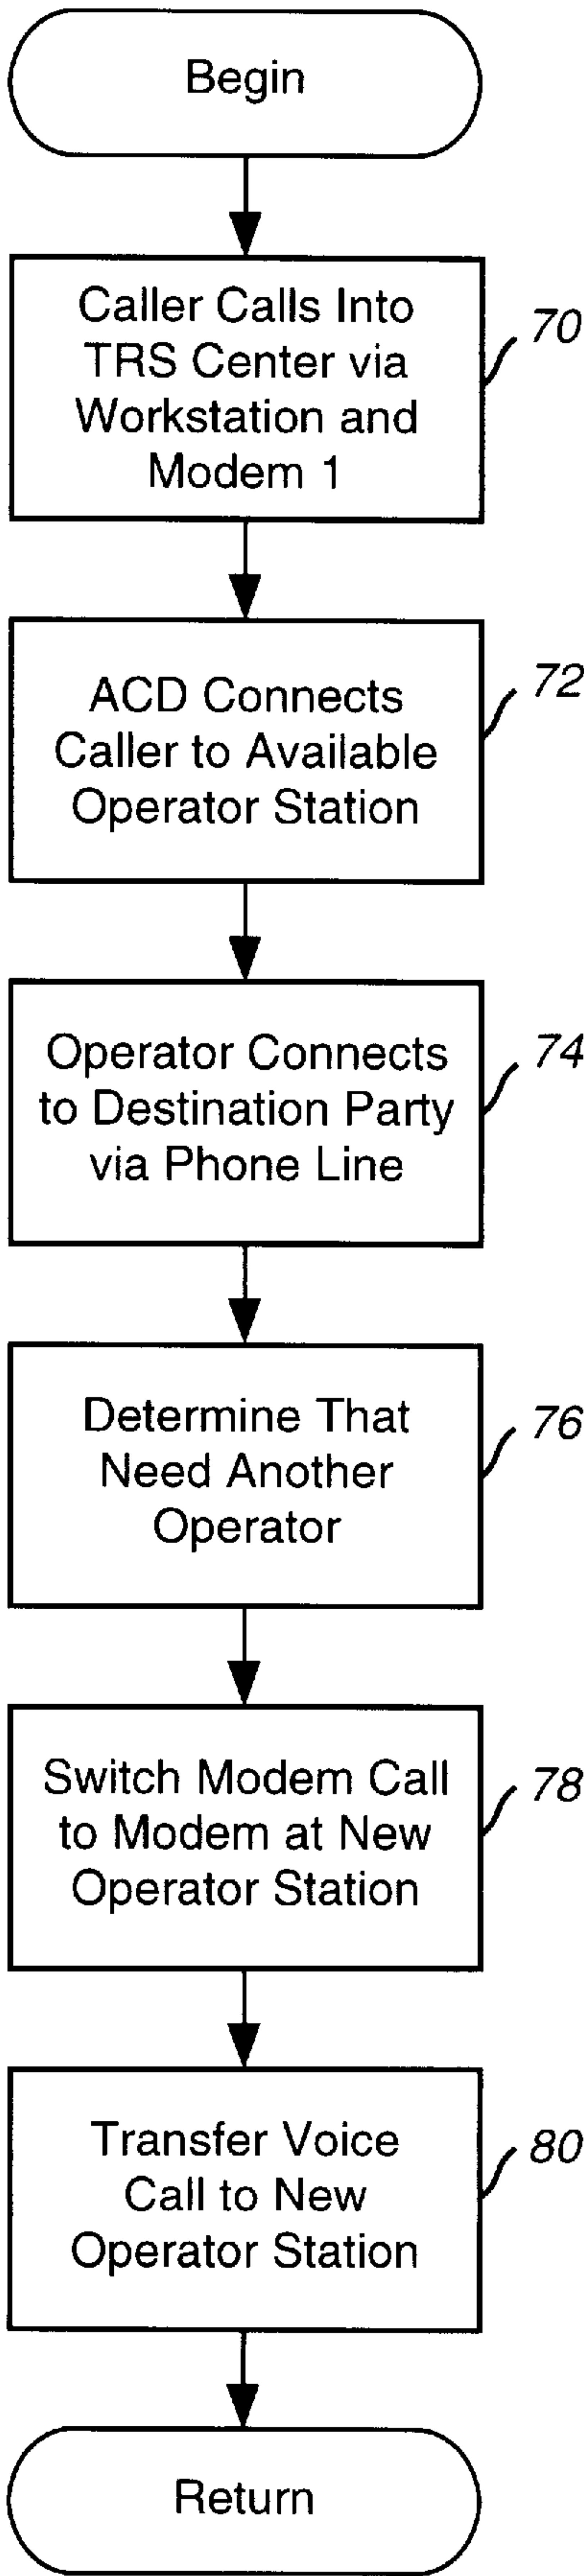 Begin
Caller Calls Into
TRS Center via
Workstation and
Modem 1
70
ACD Connects
Caller to Available
Operator Station
72
Operator Connects
to Destination Party
via Phone Line
74
Determine That
Need Another
Operator
76
Switch Modem Call
to Modem at New
Operator Station
78
Transfer Voice
Call to New
Operator Station
80
Return